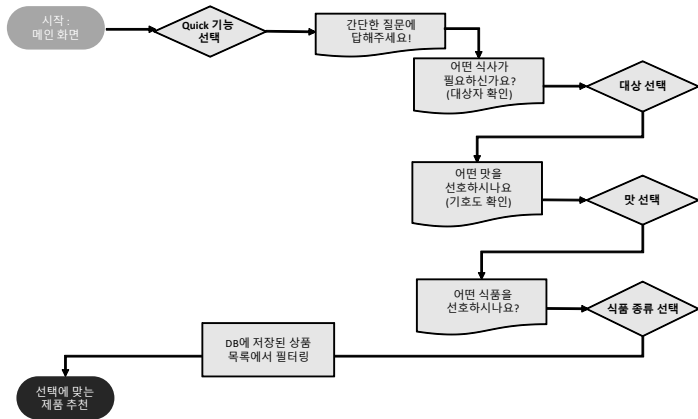 시작 :
메인 화면
Quick 기능
선택
간단한 질문에
답해주세요!
어떤 식사가
필요하신가요?
(대상자 확인)
대상 선택
어떤 맛을
선호하시나요
(기호도 확인)
맛 선택
어떤 식품을
선호하시나요?
식품 종류 선택
DB에 저장된 상품
목록에서 필터링
선택에 맞는
제품 추천